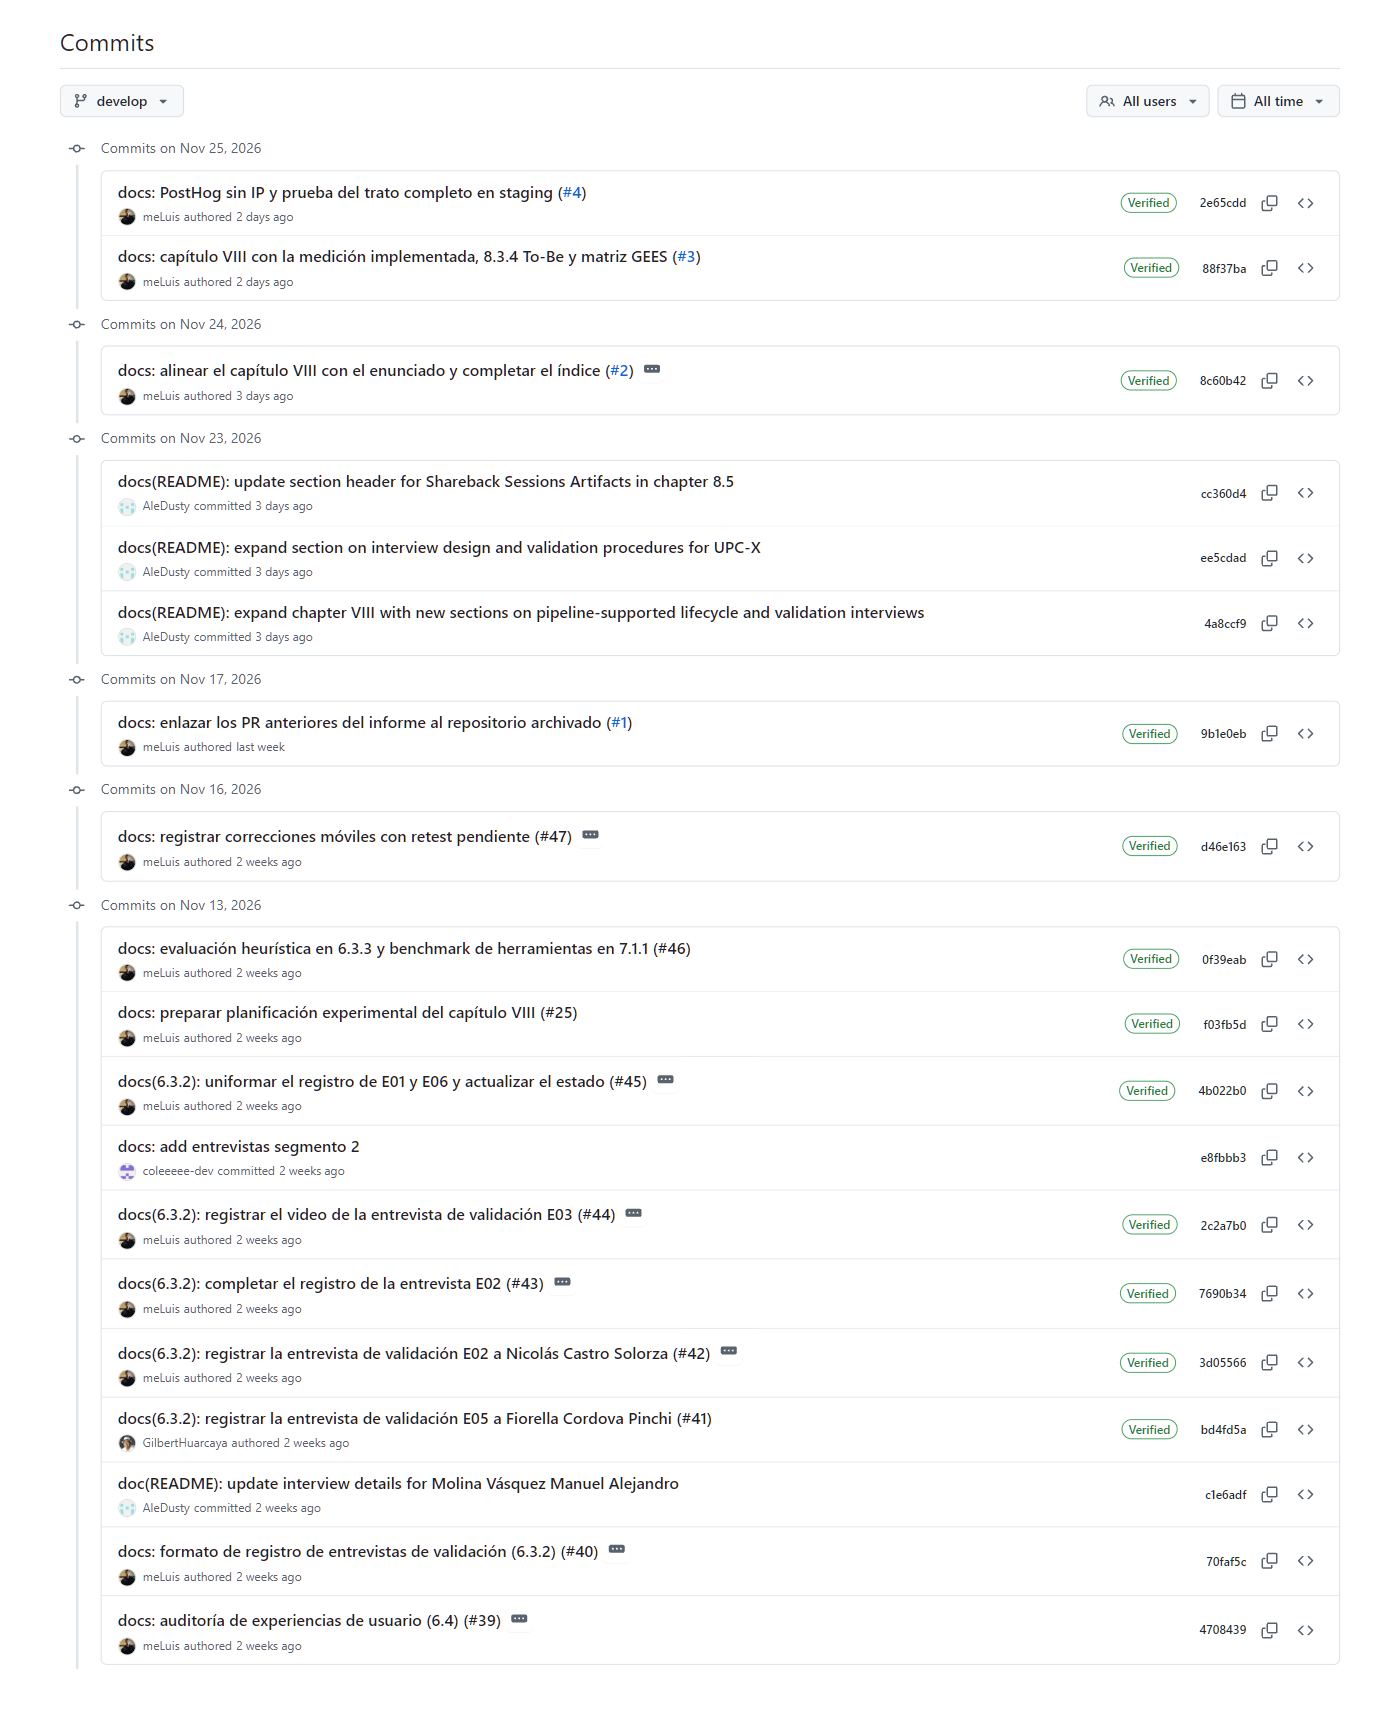 Commits
develop
All users
All time
Commits on Nov 25, 2026
docs: PostHog sin IP y prueba del trato completo en staging (#4)
meLuis authored 2 days ago
Verified
2e65cdd
docs: capítulo VIII con la medición implementada, 8.3.4 To-Be y matriz GEES (#3)
meLuis authored 2 days ago
Verified
88f37ba
Commits on Nov 24, 2026
docs: alinear el capítulo VIII con el enunciado y completar el índice (#2)
meLuis authored 3 days ago
Verified
8c60b42
Commits on Nov 23, 2026
docs(README): update section header for Shareback Sessions Artifacts in chapter 8.5
AleDusty committed 3 days ago
cc360d4
docs(README): expand section on interview design and validation procedures for UPC-X
AleDusty committed 3 days ago
ee5cdad
docs(README): expand chapter VIII with new sections on pipeline-supported lifecycle and validation interviews
AleDusty committed 3 days ago
4a8ccf9
Commits on Nov 17, 2026
docs: enlazar los PR anteriores del informe al repositorio archivado (#1)
meLuis authored last week
Verified
9b1e0eb
Commits on Nov 16, 2026
docs: registrar correcciones móviles con retest pendiente (#47)
meLuis authored 2 weeks ago
Verified
d46e163
Commits on Nov 13, 2026
docs: evaluación heurística en 6.3.3 y benchmark de herramientas en 7.1.1 (#46)
meLuis authored 2 weeks ago
Verified
0f39eab
docs: preparar planificación experimental del capítulo VIII (#25)
meLuis authored 2 weeks ago
Verified
f03fb5d
docs(6.3.2): uniformar el registro de E01 y E06 y actualizar el estado (#45)
meLuis authored 2 weeks ago
Verified
4b022b0
docs: add entrevistas segmento 2
coleeeee-dev committed 2 weeks ago
e8fbbb3
docs(6.3.2): registrar el video de la entrevista de validación E03 (#44)
meLuis authored 2 weeks ago
Verified
2c2a7b0
docs(6.3.2): completar el registro de la entrevista E02 (#43)
meLuis authored 2 weeks ago
Verified
7690b34
docs(6.3.2): registrar la entrevista de validación E02 a Nicolás Castro Solorza (#42)
meLuis authored 2 weeks ago
Verified
3d05566
docs(6.3.2): registrar la entrevista de validación E05 a Fiorella Cordova Pinchi (#41)
GilbertHuarcaya authored 2 weeks ago
Verified
bd4fd5a
doc(README): update interview details for Molina Vásquez Manuel Alejandro
AleDusty committed 2 weeks ago
c1e6adf
docs: formato de registro de entrevistas de validación (6.3.2) (#40)
meLuis authored 2 weeks ago
70faf5c
docs: auditoría de experiencias de usuario (6.4) (#39)
meLuis authored 2 weeks ago
4708439